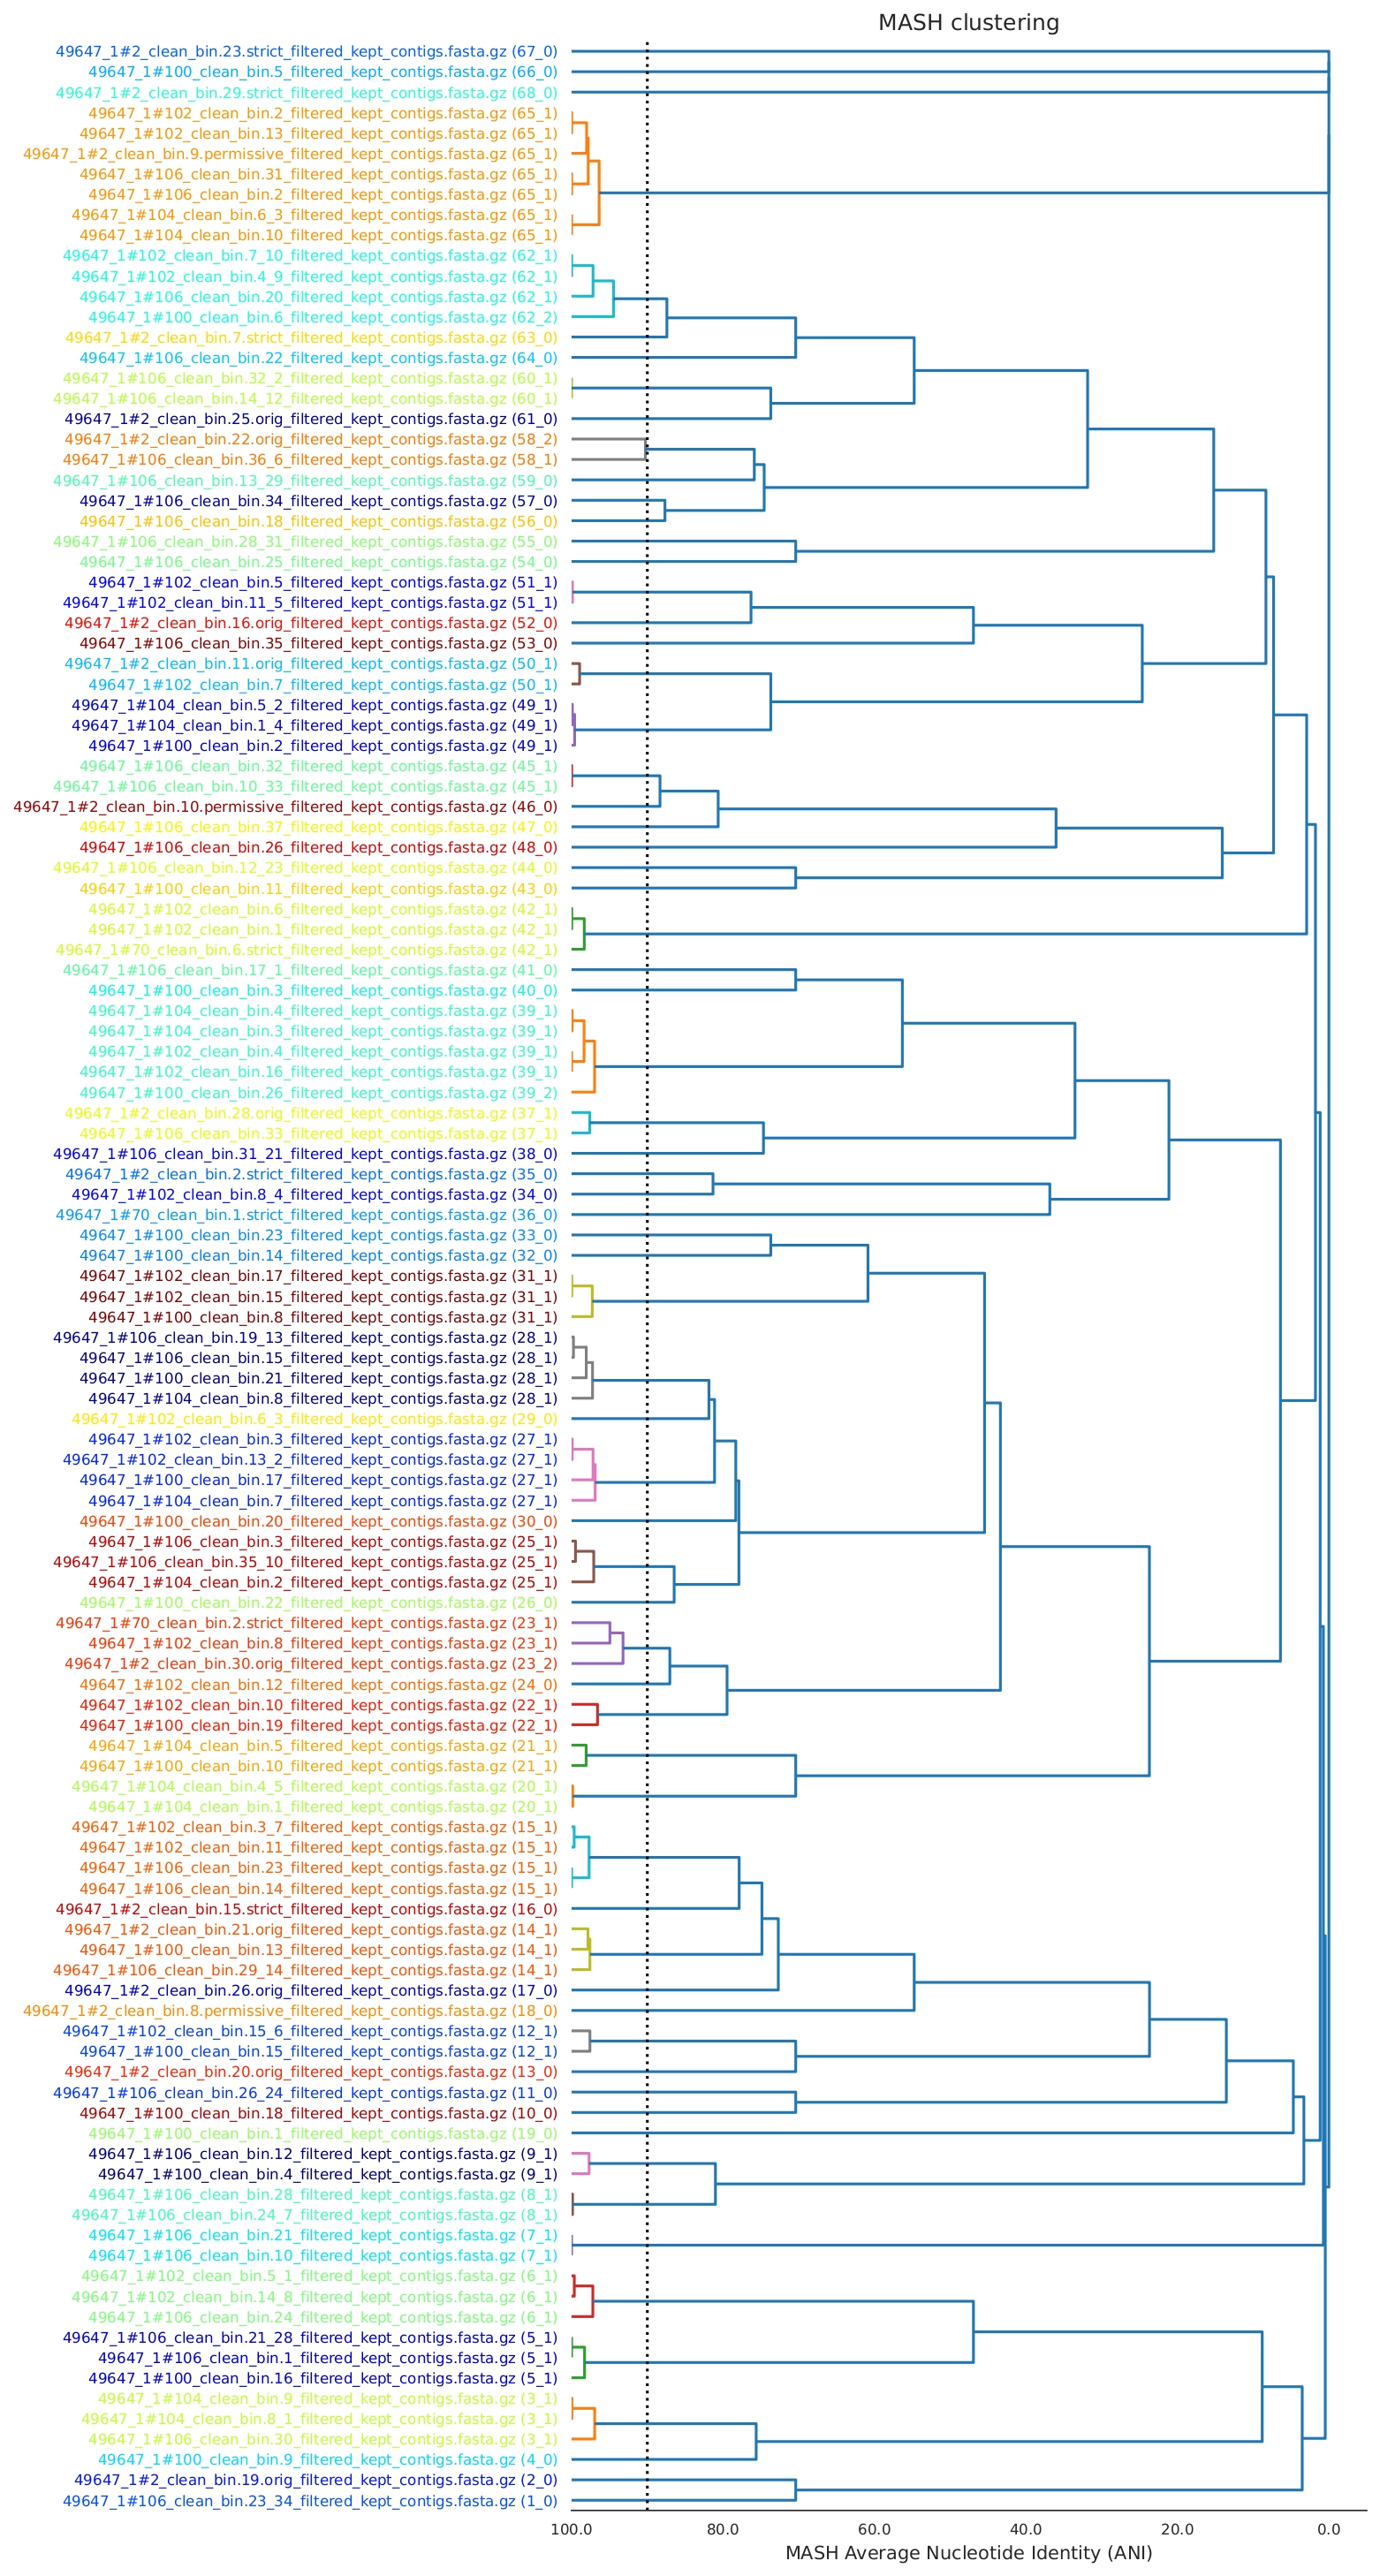 MASH clustering
49647_1#2_clean_bin.23.strict_filtered_kept_contigs.fasta.gz (67_0)
49647_1#100_clean_bin.5_filtered_kept_contigs.fasta.gz (66_0)
49647_1#2_clean_bin.29.strict_filtered_kept_contigs.fasta.gz (68_0)
49647_1#102_clean_bin.2_filtered_kept_contigs.fasta.gz (65_1)
49647_1#102_clean_bin.13_filtered_kept_contigs.fasta.gz (65_1)
49647_1#2_clean_bin.9.permissive_filtered_kept_contigs.fasta.gz (65_1)
49647_1#106_clean_bin.31_filtered_kept_contigs.fasta.gz (65_1)
49647_1#106_clean_bin.2_filtered_kept_contigs.fasta.gz (65_1)
49647_1#104_clean_bin.6_3_filtered_kept_contigs.fasta.gz (65_1)
49647_1#104_clean_bin.10_filtered_kept_contigs.fasta.gz (65_1)
49647_1#102_clean_bin.7_10_filtered_kept_contigs.fasta.gz (62_1)
49647_1#102_clean_bin.4_9_filtered_kept_contigs.fasta.gz (62_1)
49647_1#106_clean_bin.20_filtered_kept_contigs.fasta.gz (62_1)
49647_1#100_clean_bin.6_filtered_kept_contigs.fasta.gz (62_2)
49647_1#2_clean_bin.7.strict_filtered_kept_contigs.fasta.gz (63_0)
49647_1#106_clean_bin.22_filtered_kept_contigs.fasta.gz (64_0)
49647_1#106_clean_bin.32_2_filtered_kept_contigs.fasta.gz (60_1)
49647_1#106_clean_bin.14_12_filtered_kept_contigs.fasta.gz (60_1)
49647_1#2_clean_bin.25.orig_filtered_kept_contigs.fasta.gz (61_0)
49647_1#2_clean_bin.22.orig_filtered_kept_contigs.fasta.gz (58_2)
49647_1#106_clean_bin.36_6_filtered_kept_contigs.fasta.gz (58_1)
49647_1#106_clean_bin.13_29_filtered_kept_contigs.fasta.gz (59_0)
49647_1#106_clean_bin.34_filtered_kept_contigs.fasta.gz (57_0)
49647_1#106_clean_bin.18_filtered_kept_contigs.fasta.gz (56_0)
49647_1#106_clean_bin.28_31_filtered_kept_contigs.fasta.gz (55_0)
49647_1#106_clean_bin.25_filtered_kept_contigs.fasta.gz (54_0)
49647_1#102_clean_bin.5_filtered_kept_contigs.fasta.gz (51_1)
49647_1#102_clean_bin.11_5_filtered_kept_contigs.fasta.gz (51_1)
49647_1#2_clean_bin.16.orig_filtered_kept_contigs.fasta.gz (52_0)
49647_1#106_clean_bin.35_filtered_kept_contigs.fasta.gz (53_0)
49647_1#2_clean_bin.11.orig_filtered_kept_contigs.fasta.gz (50_1)
49647_1#102_clean_bin.7_filtered_kept_contigs.fasta.gz (50_1)
49647_1#104_clean_bin.5_2_filtered_kept_contigs.fasta.gz (49_1)
49647_1#104_clean_bin.1_4_filtered_kept_contigs.fasta.gz (49_1)
49647_1#100_clean_bin.2_filtered_kept_contigs.fasta.gz (49_1)
49647_1#106_clean_bin.32_filtered_kept_contigs.fasta.gz (45_1)
49647_1#106_clean_bin.10_33_filtered_kept_contigs.fasta.gz (45_1)
49647_1#2_clean_bin.10.permissive_filtered_kept_contigs.fasta.gz (46_0)
49647_1#106_clean_bin.37_filtered_kept_contigs.fasta.gz (47_0)
49647_1#106_clean_bin.26_filtered_kept_contigs.fasta.gz (48_0)
49647_1#106_clean_bin.12_23_filtered_kept_contigs.fasta.gz (44_0)
49647_1#100_clean_bin.11_filtered_kept_contigs.fasta.gz (43_0)
49647_1#102_clean_bin.6_filtered_kept_contigs.fasta.gz (42_1)
49647_1#102_clean_bin.1_filtered_kept_contigs.fasta.gz (42_1)
49647_1#70_clean_bin.6.strict_filtered_kept_contigs.fasta.gz (42_1)
49647_1#106_clean_bin.17_1_filtered_kept_contigs.fasta.gz (41_0)
49647_1#100_clean_bin.3_filtered_kept_contigs.fasta.gz (40_0)
49647_1#104_clean_bin.4_filtered_kept_contigs.fasta.gz (39_1)
49647_1#104_clean_bin.3_filtered_kept_contigs.fasta.gz (39_1)
49647_1#102_clean_bin.4_filtered_kept_contigs.fasta.gz (39_1)
49647_1#102_clean_bin.16_filtered_kept_contigs.fasta.gz (39_1)
49647_1#100_clean_bin.26_filtered_kept_contigs.fasta.gz (39_2)
49647_1#2_clean_bin.28.orig_filtered_kept_contigs.fasta.gz (37_1)
49647_1#106_clean_bin.33_filtered_kept_contigs.fasta.gz (37_1)
49647_1#106_clean_bin.31_21_filtered_kept_contigs.fasta.gz (38_0)
49647_1#2_clean_bin.2.strict_filtered_kept_contigs.fasta.gz (35_0)
49647_1#102_clean_bin.8_4_filtered_kept_contigs.fasta.gz (34_0)
49647_1#70_clean_bin.1.strict_filtered_kept_contigs.fasta.gz (36_0)
49647_1#100_clean_bin.23_filtered_kept_contigs.fasta.gz (33_0)
49647_1#100_clean_bin.14_filtered_kept_contigs.fasta.gz (32_0)
49647_1#102_clean_bin.17_filtered_kept_contigs.fasta.gz (31_1)
49647_1#102_clean_bin.15_filtered_kept_contigs.fasta.gz (31_1)
49647_1#100_clean_bin.8_filtered_kept_contigs.fasta.gz (31_1)
49647_1#106_clean_bin.19_13_filtered_kept_contigs.fasta.gz (28_1)
49647_1#106_clean_bin.15_filtered_kept_contigs.fasta.gz (28_1)
49647_1#100_clean_bin.21_filtered_kept_contigs.fasta.gz (28_1)
49647_1#104_clean_bin.8_filtered_kept_contigs.fasta.gz (28_1)
49647_1#102_clean_bin.6_3_filtered_kept_contigs.fasta.gz (29_0)
49647_1#102_clean_bin.3_filtered_kept_contigs.fasta.gz (27_1)
49647_1#102_clean_bin.13_2_filtered_kept_contigs.fasta.gz (27_1)
49647_1#100_clean_bin.17_filtered_kept_contigs.fasta.gz (27_1)
49647_1#104_clean_bin.7_filtered_kept_contigs.fasta.gz (27_1)
49647_1#100_clean_bin.20_filtered_kept_contigs.fasta.gz (30_0)
49647_1#106_clean_bin.3_filtered_kept_contigs.fasta.gz (25_1)
49647_1#106_clean_bin.35_10_filtered_kept_contigs.fasta.gz (25_1)
49647_1#104_clean_bin.2_filtered_kept_contigs.fasta.gz (25_1)
49647_1#100_clean_bin.22_filtered_kept_contigs.fasta.gz (26_0)
49647_1#70_clean_bin.2.strict_filtered_kept_contigs.fasta.gz (23_1)
49647_1#102_clean_bin.8_filtered_kept_contigs.fasta.gz (23_1)
49647_1#2_clean_bin.30.orig_filtered_kept_contigs.fasta.gz (23_2)
49647_1#102_clean_bin.12_filtered_kept_contigs.fasta.gz (24_0)
49647_1#102_clean_bin.10_filtered_kept_contigs.fasta.gz (22_1)
49647_1#100_clean_bin.19_filtered_kept_contigs.fasta.gz (22_1)
49647_1#104_clean_bin.5_filtered_kept_contigs.fasta.gz (21_1)
49647_1#100_clean_bin.10_filtered_kept_contigs.fasta.gz (21_1)
49647_1#104_clean_bin.4_5_filtered_kept_contigs.fasta.gz (20_1)
49647_1#104_clean_bin.1_filtered_kept_contigs.fasta.gz (20_1)
49647_1#102_clean_bin.3_7_filtered_kept_contigs.fasta.gz (15_1)
49647_1#102_clean_bin.11_filtered_kept_contigs.fasta.gz (15_1)
49647_1#106_clean_bin.23_filtered_kept_contigs.fasta.gz (15_1)
49647_1#106_clean_bin.14_filtered_kept_contigs.fasta.gz (15_1)
49647_1#2_clean_bin.15.strict_filtered_kept_contigs.fasta.gz (16_0)
49647_1#2_clean_bin.21.orig_filtered_kept_contigs.fasta.gz (14_1)
49647_1#100_clean_bin.13_filtered_kept_contigs.fasta.gz (14_1)
49647_1#106_clean_bin.29_14_filtered_kept_contigs.fasta.gz (14_1)
49647_1#2_clean_bin.26.orig_filtered_kept_contigs.fasta.gz (17_0)
49647_1#2_clean_bin.8.permissive_filtered_kept_contigs.fasta.gz (18_0)
49647_1#102_clean_bin.15_6_filtered_kept_contigs.fasta.gz (12_1)
49647_1#100_clean_bin.15_filtered_kept_contigs.fasta.gz (12_1)
49647_1#2_clean_bin.20.orig_filtered_kept_contigs.fasta.gz (13_0)
49647_1#106_clean_bin.26_24_filtered_kept_contigs.fasta.gz (11_0)
49647_1#100_clean_bin.18_filtered_kept_contigs.fasta.gz (10_0)
49647_1#100_clean_bin.1_filtered_kept_contigs.fasta.gz (19_0)
49647_1#106_clean_bin.12_filtered_kept_contigs.fasta.gz (9_1)
49647_1#100_clean_bin.4_filtered_kept_contigs.fasta.gz (9_1)
49647_1#106_clean_bin.28_filtered_kept_contigs.fasta.gz (8_1)
49647_1#106_clean_bin.24_7_filtered_kept_contigs.fasta.gz (8_1)
49647_1#106_clean_bin.21_filtered_kept_contigs.fasta.gz (7_1)
49647_1#106_clean_bin.10_filtered_kept_contigs.fasta.gz (7_1)
49647_1#102_clean_bin.5_1_filtered_kept_contigs.fasta.gz (6_1)
49647_1#102_clean_bin.14_8_filtered_kept_contigs.fasta.gz (6_1)
49647_1#106_clean_bin.24_filtered_kept_contigs.fasta.gz (6_1)
49647_1#106_clean_bin.21_28_filtered_kept_contigs.fasta.gz (5_1)
49647_1#106_clean_bin.1_filtered_kept_contigs.fasta.gz (5_1)
49647_1#100_clean_bin.16_filtered_kept_contigs.fasta.gz (5_1)
49647_1#104_clean_bin.9_filtered_kept_contigs.fasta.gz (3_1)
49647_1#104_clean_bin.8_1_filtered_kept_contigs.fasta.gz (3_1)
49647_1#106_clean_bin.30_filtered_kept_contigs.fasta.gz (3_1)
49647_1#100_clean_bin.9_filtered_kept_contigs.fasta.gz (4_0)
49647_1#2_clean_bin.19.orig_filtered_kept_contigs.fasta.gz (2_0)
49647_1#106_clean_bin.23_34_filtered_kept_contigs.fasta.gz (1_0)
100.0 80.0 60.0 40.0 20.0 0.0
MASH Average Nucleotide Identity (ANI)